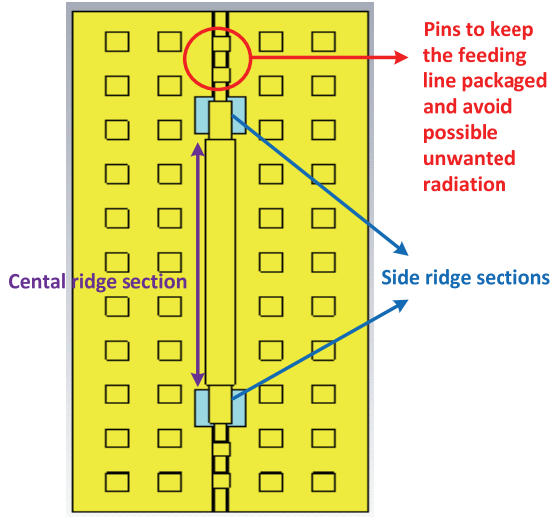 Pins to keep
the feeding
line packaged
and avoid
possible
unwanted
radiation
Cental ridge section
Side ridge sections